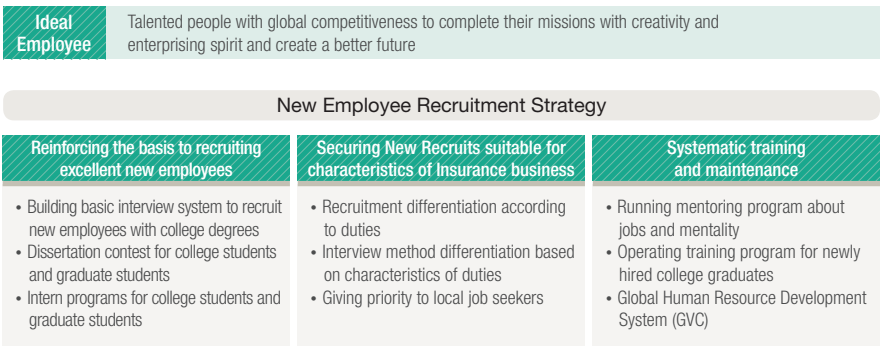 Ideal
Employee
Talented people with global competitiveness to complete their missions with creativity and
enterprising spirit and create a better future
New Employee Recruitment Strategy
Reinforcing the basis to recruiting
excellent new employees
• Building basic interview system to recruit
new employees with college degrees
• Dissertation contest for college students
and graduate students
• Intern programs for college students and
graduate students
Securing New Recruits suitable for
characteristics of Insurance business
• Recruitment differentiation according
to duties
• Interview method differentiation based
on characteristics of duties
• Giving priority to local job seekers
Systematic training
and maintenance
• Running mentoring program about
jobs and mentality
• Operating training program for newly
hired college graduates
• Global Human Resource Development
System (GVC)